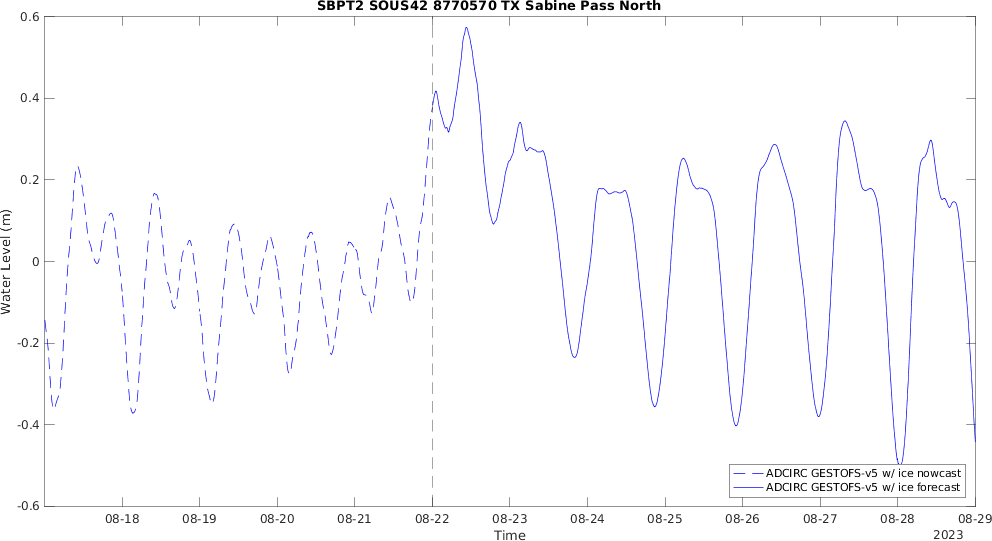 SBPT2 SOUS42 8770570 TX Sabine Pass North
Water Level (m)
0.6
0.4
0.2
0
-0.2
-0.4
-0.6
ADCIRC GESTOFS-v5 w/ ice nowcast
ADCIRC GESTOFS-v5 w/ ice forecast
08-18 08-19 08-20 08-21 08-22 08-23 08-24 08-25 08-26 08-27 08-28 08-29
Time
2023